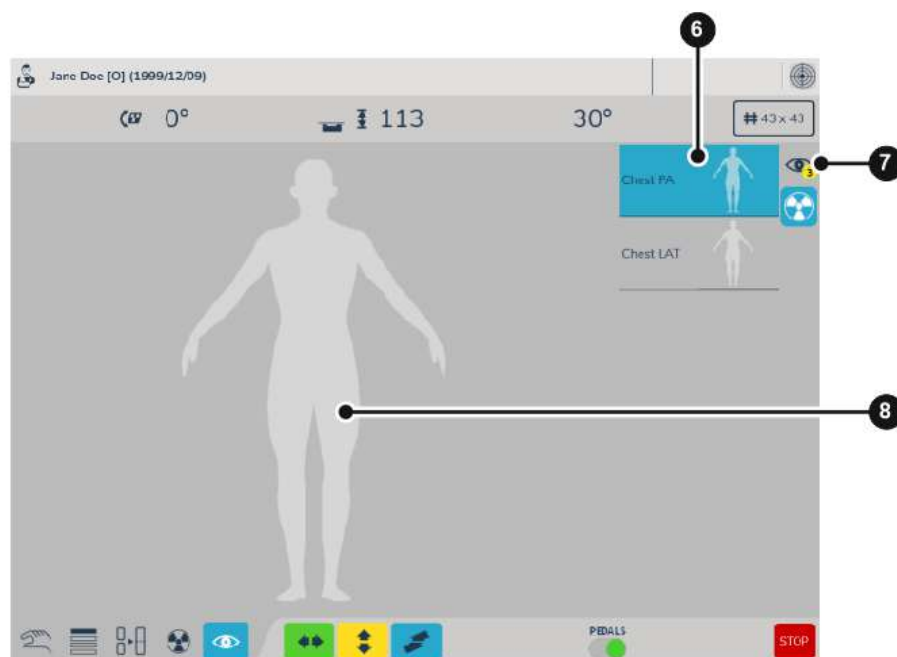 6
Jane Doe [O] (1999/12/09)
0° 113 30° 43 x 43
Chest PA
7
3
Chest LAT
8
PEDALS
STOP